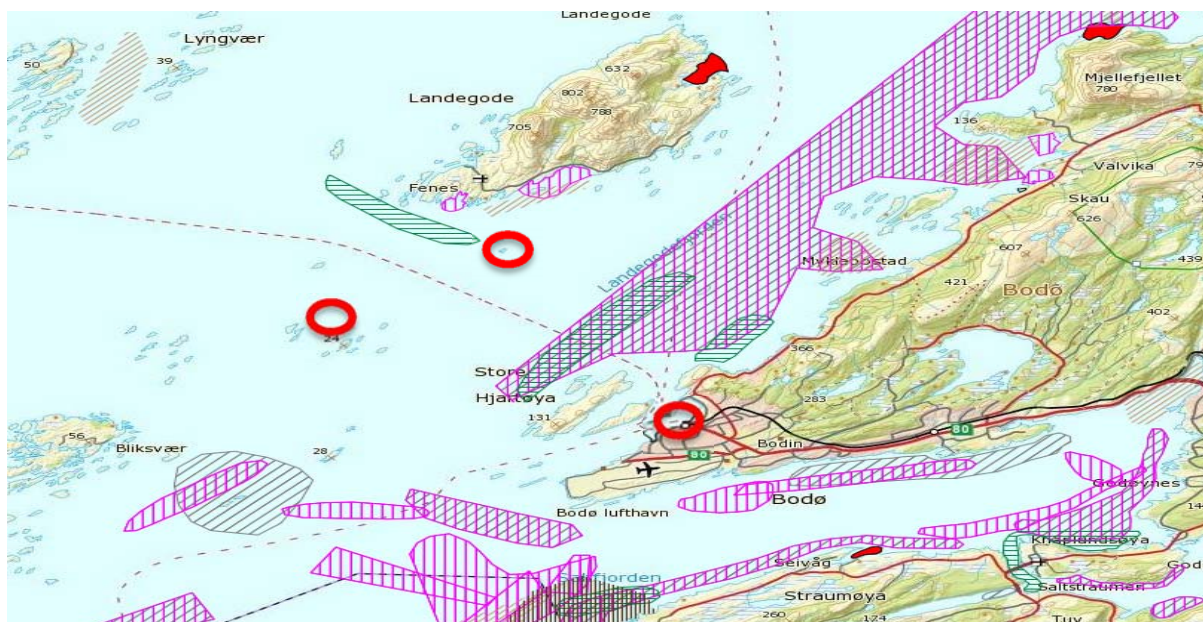 Landegode
Lyngvær
50
39
632
Mjellefjellet
802
780
Landegode
788
705
136
Valvika
Fenes
Skau
626
Landegodefjorden
607
439
421
Bodø
402
24
366
Store
Hjartøya
283
131
56
Bliksvær
28
80
Bodin
80
Bodø
Godøynes
Bodø lufthavn
Knaplundsøya
Seivåg
Saltstraumen
Straumøya
260
174
Tuv